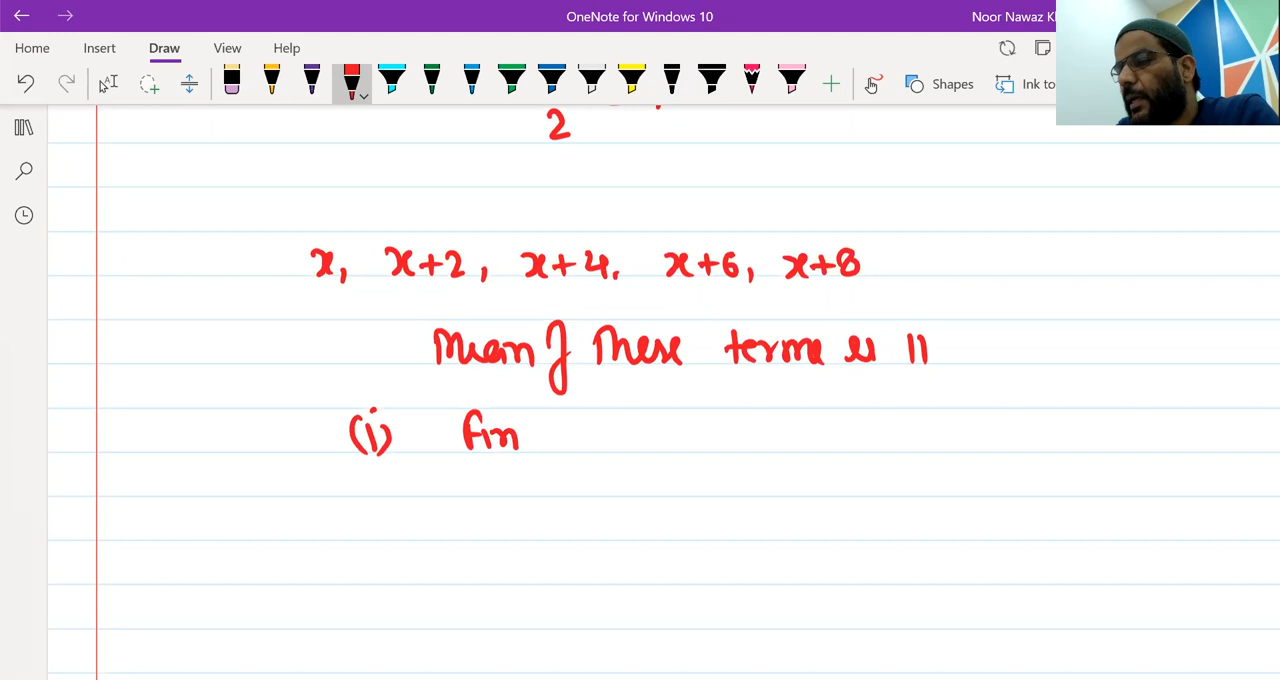 OneNote for Windows 10
Noor Nawaz Kh
Home Insert Draw View Help
Shapes Ink to
2
x, x+2, x+4. x+6, x+8
Mean of These terms is 11
(i) Fin